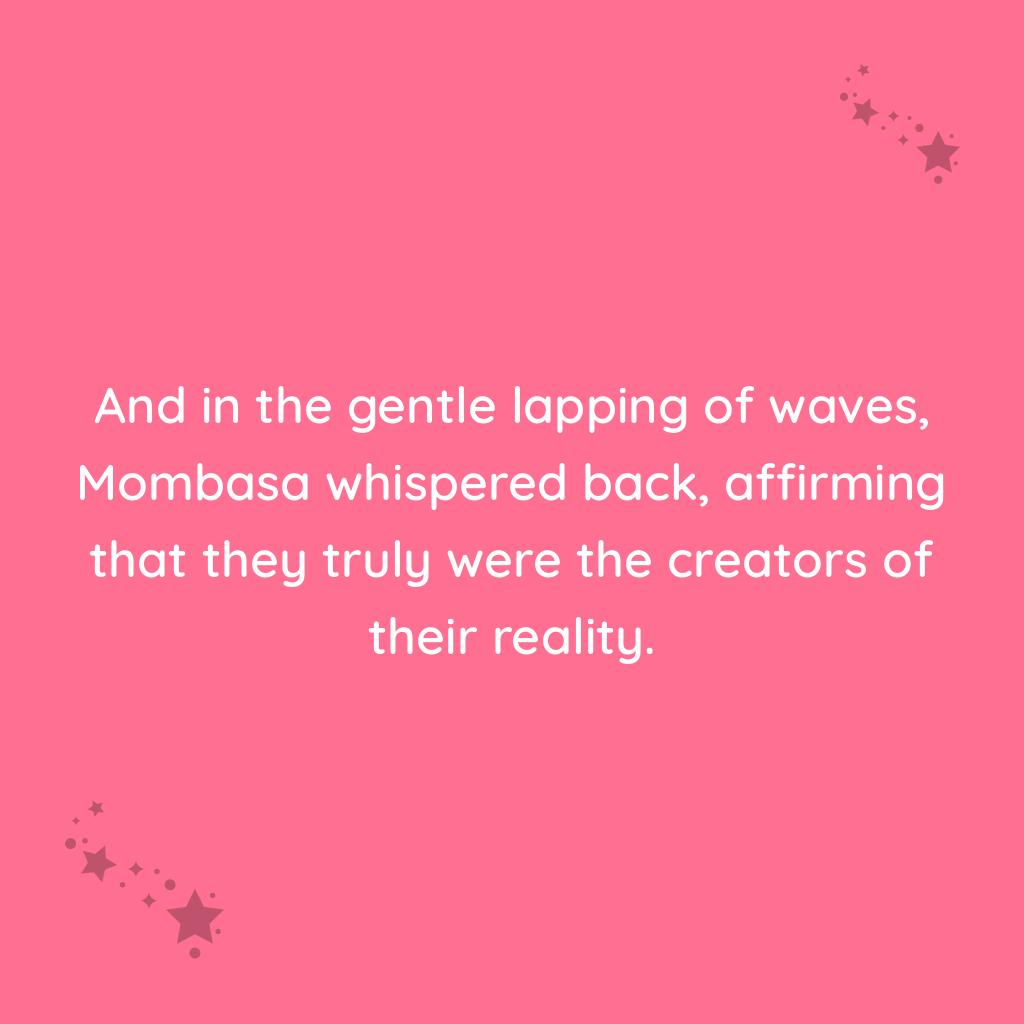 And in the gentle lapping of waves,
Mombasa whispered back, affirming
that they truly were the creators of
their reality.